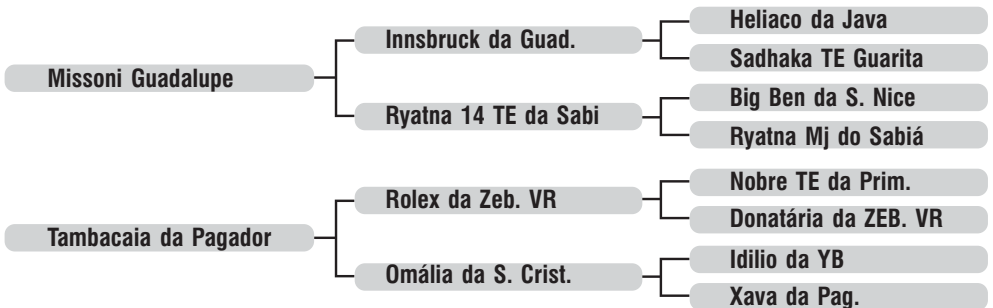 Heliaco da Java
Innsbruck da Guad.
Sadhaka TE Guarita
Missoni Guadalupe
Big Ben da S. Nice
Ryatna 14 TE da Sabi
Ryatna Mj do Sabiá
Nobre TE da Prim.
Rolex da Zeb. VR
Donatária da ZEB. VR
Tambacaia da Pagador
Idilio da YB
Omália da S. Crist.
Xava da Pag.